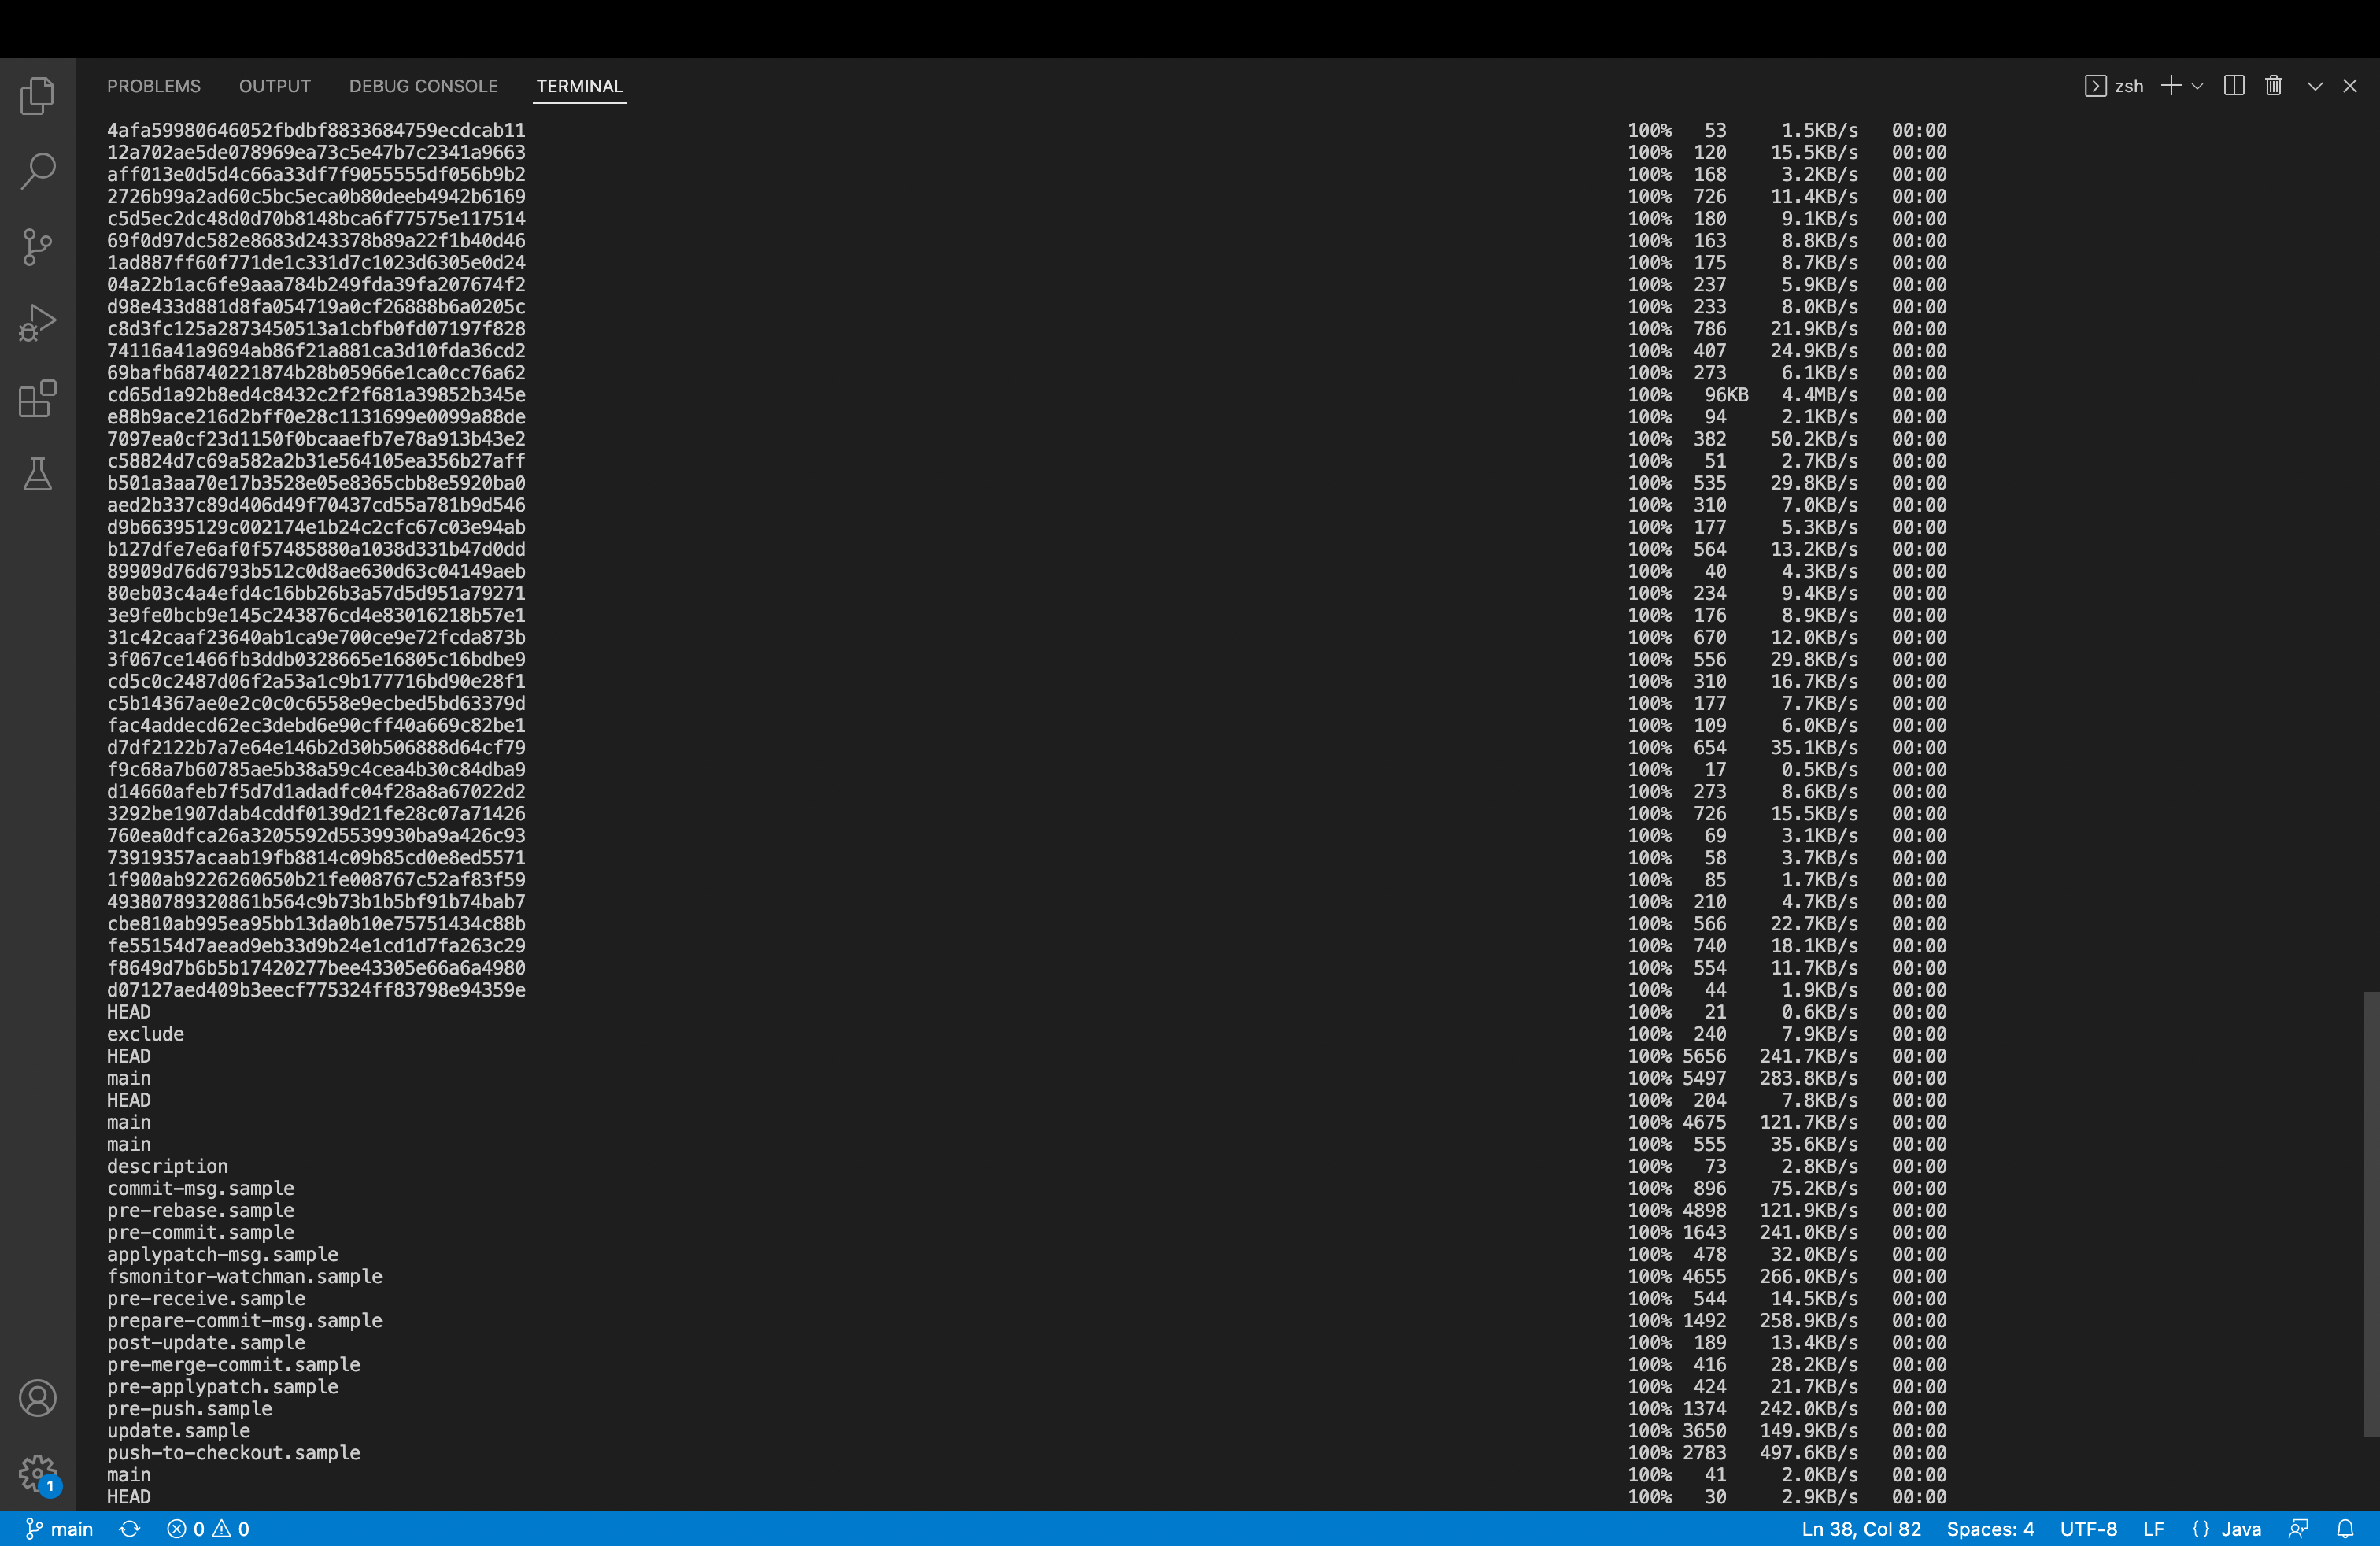 PROBLEMS OUTPUT DEBUG CONSOLE TERMINAL zsh
4afa59980646052fbdbf8833684759ecdcab11 100% 53 1.5KB/s 00:00
12a702ae5de078969ea73c5e47b7c2341a9663 100% 120 15.5KB/s 00:00
aff013e0d5d4c66a33df7f9055555df056b9b2 100% 168 3.2KB/s 00:00
2726b99a2ad60c5bc5eca0b80deeb4942b6169 100% 726 11.4KB/s 00:00
c5d5ec2dc48d0d70b8148bca6f77575e117514 100% 180 9.1KB/s 00:00
69f0d97dc582e8683d243378b89a22f1b40d46 100% 163 8.8KB/s 00:00
1ad887ff60f771de1c331d7c1023d6305e0d24 100% 175 8.7KB/s 00:00
04a22b1ac6fe9aaa784b249fda39fa207674f2 100% 237 5.9KB/s 00:00
d98e433d881d8fa054719a0cf26888b6a0205c 100% 233 8.0KB/s 00:00
c8d3fc125a2873450513a1cbfb0fd07197f828 100% 786 21.9KB/s 00:00
74116a41a9694ab86f21a881ca3d10fda36cd2 100% 407 24.9KB/s 00:00
69bafb68740221874b28b05966e1ca0cc76a62 100% 273 6.1KB/s 00:00
cd65d1a92b8ed4c8432c2f2f681a39852b345e 100% 96KB 4.4MB/s 00:00
e88b9ace216d2bff0e28c1131699e0099a88de 100% 94 2.1KB/s 00:00
7097ea0cf23d1150f0bcaaefb7e78a913b43e2 100% 382 50.2KB/s 00:00
c58824d7c69a582a2b31e564105ea356b27aff 100% 51 2.7KB/s 00:00
b501a3aa70e17b3528e05e8365cbb8e5920ba0 100% 535 29.8KB/s 00:00
aed2b337c89d406d49f70437cd55a781b9d546 100% 310 7.0KB/s 00:00
d9b66395129c002174e1b24c2cfc67c03e94ab 100% 177 5.3KB/s 00:00
b127dfe7e6af0f57485880a1038d331b47d0dd 100% 564 13.2KB/s 00:00
89909d76d6793b512c0d8ae630d63c04149aeb 100% 40 4.3KB/s 00:00
80eb03c4a4efd4c16bb26b3a57d5d951a79271 100% 234 9.4KB/s 00:00
3e9fe0bcb9e145c243876cd4e83016218b57e1 100% 176 8.9KB/s 00:00
31c42caaf23640ab1ca9e700ce9e72fcda873b 100% 670 12.0KB/s 00:00
3f067ce1466fb3ddb0328665e16805c16bdbe9 100% 556 29.8KB/s 00:00
cd5c0c2487d06f2a53a1c9b177716bd90e28f1 100% 310 16.7KB/s 00:00
c5b14367ae0e2c0c0c6558e9ecbed5bd63379d 100% 177 7.7KB/s 00:00
fac4addecd62ec3debd6e90cff40a669c82be1 100% 109 6.0KB/s 00:00
d7df2122b7a7e64e146b2d30b506888d64cf79 100% 654 35.1KB/s 00:00
f9c68a7b60785ae5b38a59c4cea4b30c84dba9 100% 17 0.5KB/s 00:00
d14660afeb7f5d7d1adadfc04f28a8a67022d2 100% 273 8.6KB/s 00:00
3292be1907dab4cddf0139d21fe28c07a71426 100% 726 15.5KB/s 00:00
760ea0dfca26a3205592d5539930ba9a426c93 100% 69 3.1KB/s 00:00
73919357acaab19fb8814c09b85cd0e8ed5571 100% 58 3.7KB/s 00:00
1f900ab9226260650b21fe008767c52af83f59 100% 85 1.7KB/s 00:00
49380789320861b564c9b73b1b5bf91b74bab7 100% 210 4.7KB/s 00:00
cbe810ab995ea95bb13da0b10e75751434c88b 100% 566 22.7KB/s 00:00
fe55154d7aead9eb33d9b24e1cd1d7fa263c29 100% 740 18.1KB/s 00:00
f8649d7b6b5b17420277bee43305e66a6a4980 100% 554 11.7KB/s 00:00
d07127aed409b3eecf775324ff83798e94359e 100% 44 1.9KB/s 00:00
HEAD 100% 21 0.6KB/s 00:00
exclude 100% 240 7.9KB/s 00:00
HEAD 100% 5656 241.7KB/s 00:00
main 100% 5497 283.8KB/s 00:00
HEAD 100% 204 7.8KB/s 00:00
main 100% 4675 121.7KB/s 00:00
main 100% 555 35.6KB/s 00:00
description 100% 73 2.8KB/s 00:00
commit-msg.sample 100% 896 75.2KB/s 00:00
pre-rebase.sample 100% 4898 121.9KB/s 00:00
pre-commit.sample 100% 1643 241.0KB/s 00:00
applypatch-msg.sample 100% 478 32.0KB/s 00:00
fsmonitor-watchman.sample 100% 4655 266.0KB/s 00:00
pre-receive.sample 100% 544 14.5KB/s 00:00
prepare-commit-msg.sample 100% 1492 258.9KB/s 00:00
post-update.sample 100% 189 13.4KB/s 00:00
pre-merge-commit.sample 100% 416 28.2KB/s 00:00
pre-applypatch.sample 100% 424 21.7KB/s 00:00
pre-push.sample 100% 1374 242.0KB/s 00:00
update.sample 100% 3650 149.9KB/s 00:00
push-to-checkout.sample 100% 2783 497.6KB/s 00:00
main 100% 41 2.0KB/s 00:00
HEAD 100% 30 2.9KB/s 00:00
1
main 0 0 Ln 38, Col 82 Spaces: 4 UTF-8 LF {} Java